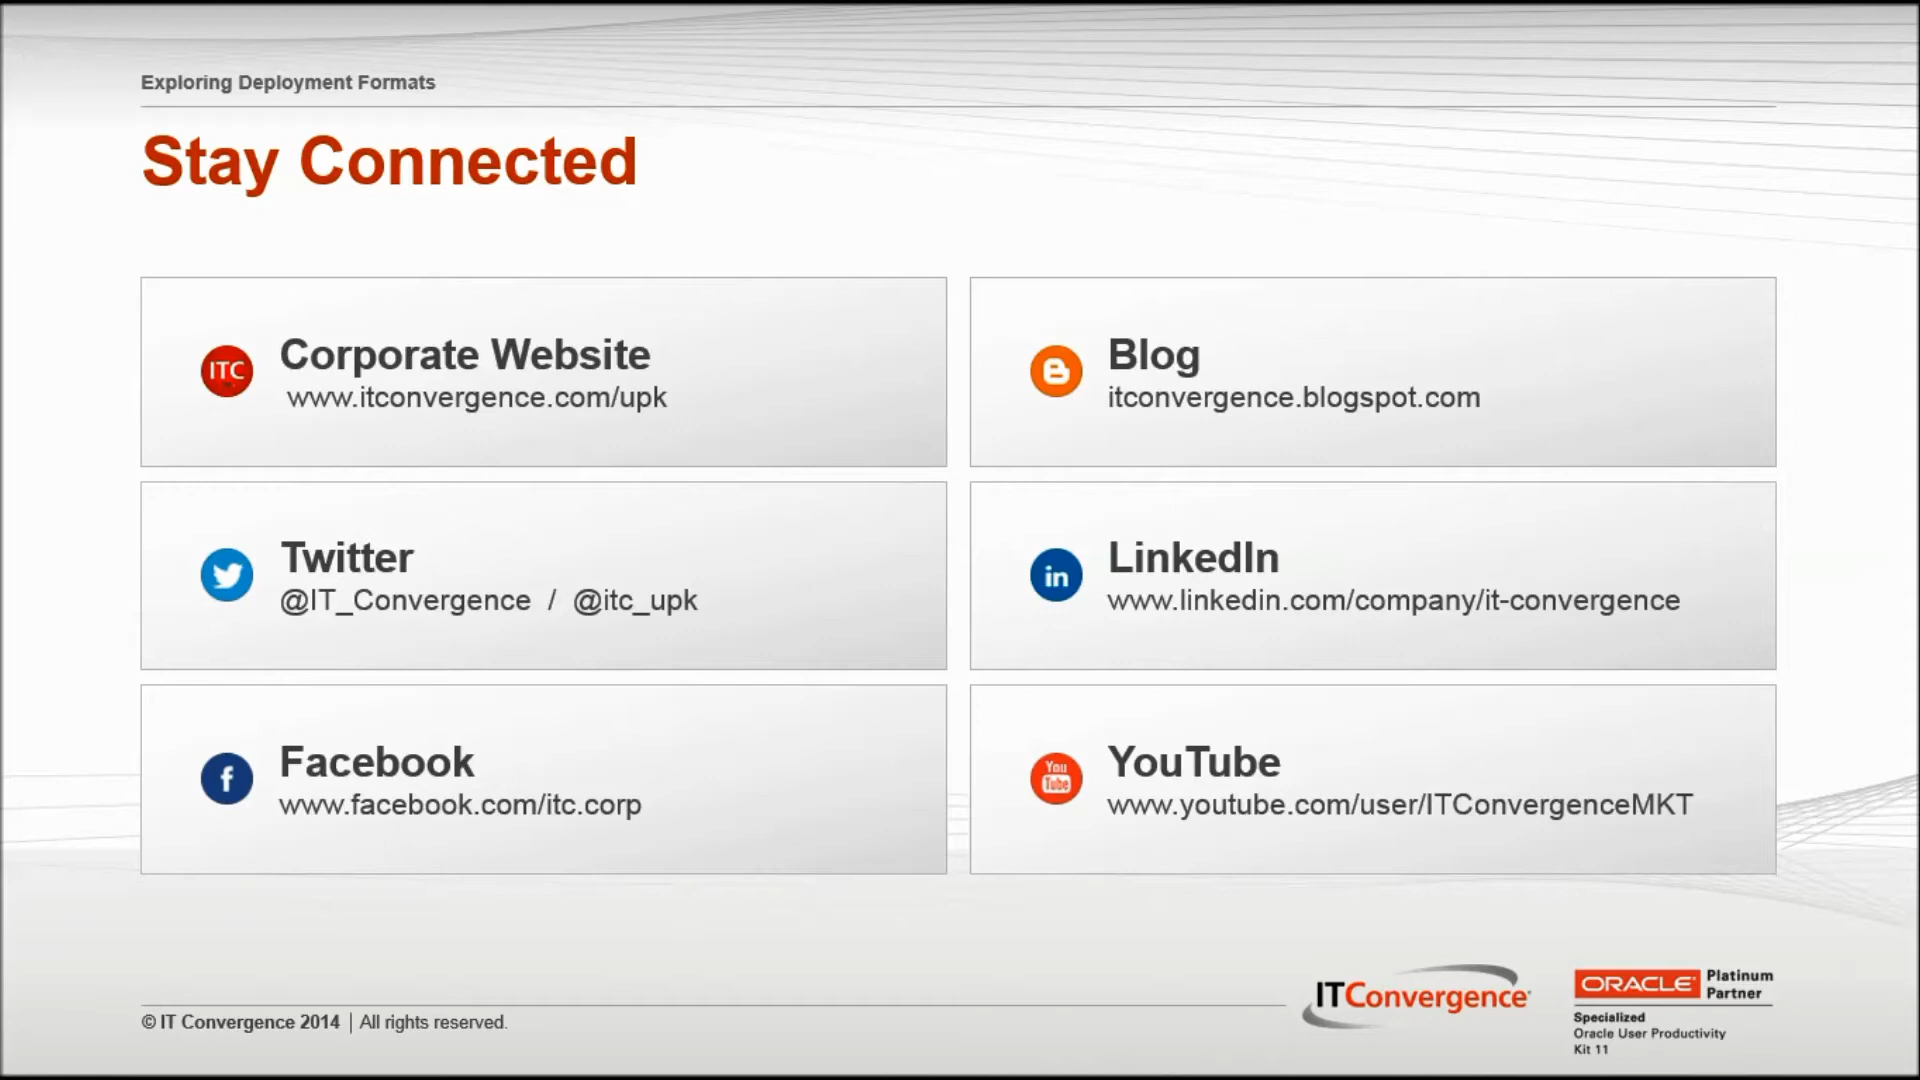 Exploring Deployment Formats
Stay Connected
ITC
Corporate Website
www.itconvergence.com/upk
Blog
itconvergence.blogspot.com
Twitter
@IT_Convergence / @itc_upk
in
LinkedIn
www.linkedin.com/company/it-convergence
f
Facebook
www.facebook.com/itc.corp
You
Tube
YouTube
www.youtube.com/user/ITConvergenceMKT
© IT Convergence 2014 | All rights reserved.
ITConvergence
ORACLE Platinum
Partner
Specialized
Oracle User Productivity
Kit 11